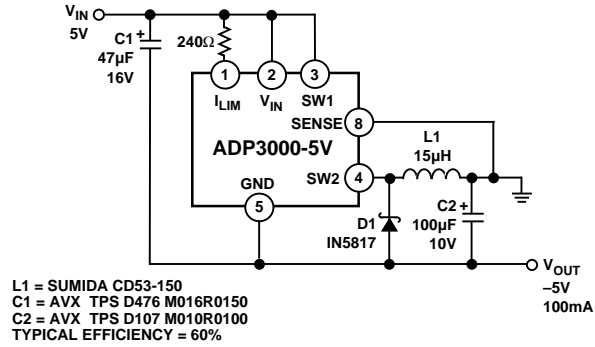 VIN
5V
C1
+
47µF
16V
240Ω
1
2
3
ILIM
VIN
SW1
SENSE
8
ADP3000-5V
L1
15µH
SW2
4
GND
5
D1
IN5817
C2
+
100µF
10V
VOUT
–5V
100mA
L1 = SUMIDA CD53-150
C1 = AVX TPS D476 M016R0150
C2 = AVX TPS D107 M010R0100
TYPICAL EFFICIENCY = 60%